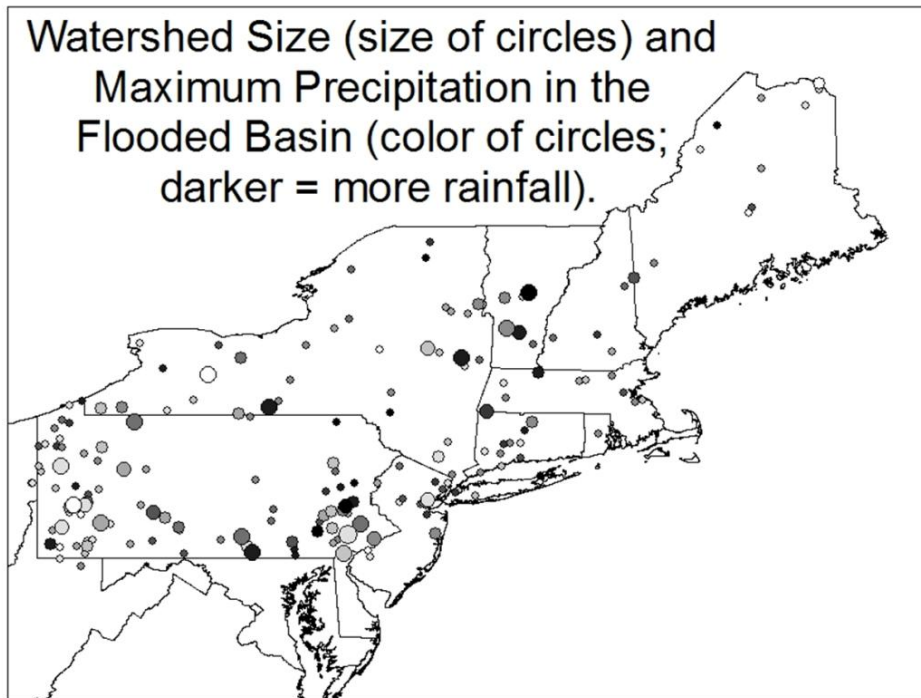 Watershed Size (size of circles) and
Maximum Precipitation in the
Flooded Basin (color of circles;
darker = more rainfall).